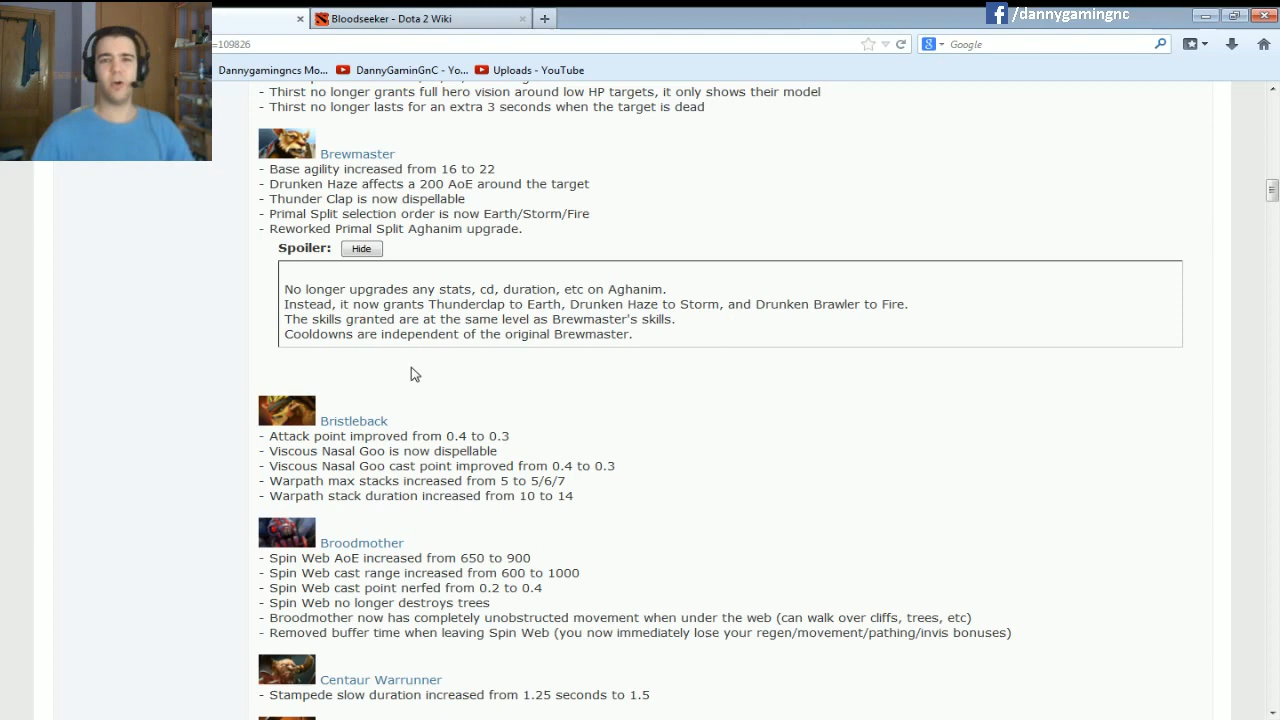 Bloodseeker - Dota 2 Wiki
/dannygamingnc
=109826
Google
Dannygamingncs Mo...
DannyGaminGnC - Yo...
Uploads - YouTube
- Thirst no longer grants full hero vision around low HP targets, it only shows their model
- Thirst no longer lasts for an extra 3 seconds when the target is dead
Brewmaster
- Base agility increased from 16 to 22
- Drunken Haze affects a 200 AoE around the target
- Thunder Clap is now dispellable
- Primal Split selection order is now Earth/Storm/Fire
- Reworked Primal Split Aghanim upgrade.
Spoiler: Hide
No longer upgrades any stats, cd, duration, etc on Aghanim.
Instead, it now grants Thunderclap to Earth, Drunken Haze to Storm, and Drunken Brawler to Fire.
The skills granted are at the same level as Brewmaster's skills.
Cooldowns are independent of the original Brewmaster.
Bristleback
- Attack point improved from 0.4 to 0.3
- Viscous Nasal Goo is now dispellable
- Viscous Nasal Goo cast point improved from 0.4 to 0.3
- Warpath max stacks increased from 5 to 5/6/7
- Warpath stack duration increased from 10 to 14
Broodmother
- Spin Web AoE increased from 650 to 900
- Spin Web cast range increased from 600 to 1000
- Spin Web cast point nerfed from 0.2 to 0.4
- Spin Web no longer destroys trees
- Broodmother now has completely unobstructed movement when under the web (can walk over cliffs, trees, etc)
- Removed buffer time when leaving Spin Web (you now immediately lose your regen/movement/pathing/invis bonuses)
Centaur Warrunner
- Stampede slow duration increased from 1.25 seconds to 1.5